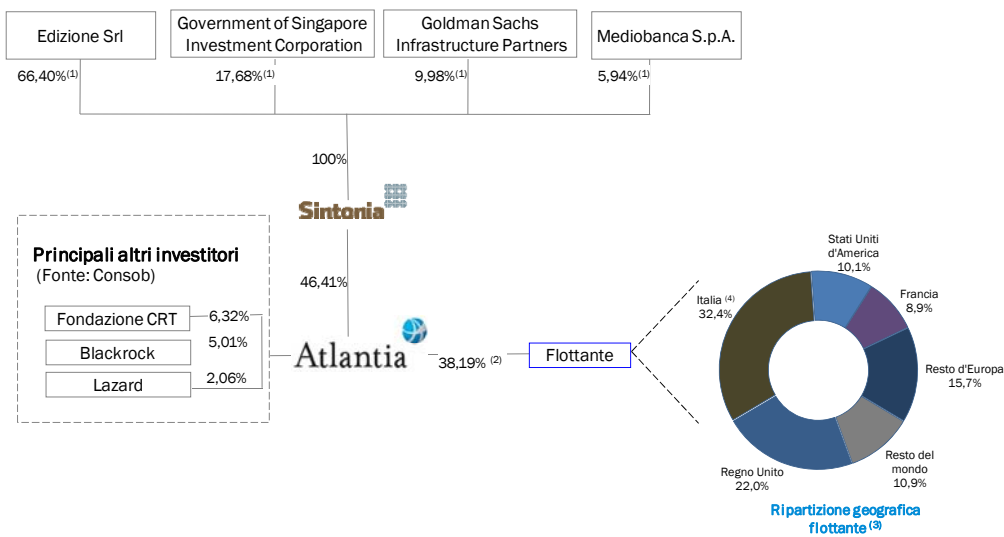 Edizione Srl
Government of Singapore
Investment Corporation
Goldman Sachs
Infrastructure Partners
Mediobanca S.p.A.
66,40%(1)
17,68%(1)
9,98%(1)
5,94%(1)
100%
Sintonia
46,41%
Principali altri investitori
(Fonte: Consob)
Fondazione CRT
6,32%
Blackrock
5,01%
Lazard
2,06%
Atlantia
38,19% (2)
Flottante
Stati Uniti
d'America
10,1%
Francia
8,9%
Italia (4)
32,4%
Resto d'Europa
15,7%
Resto del
mondo
10,9%
Regno Unito
22,0%
Ripartizione geografica
flottante (3)